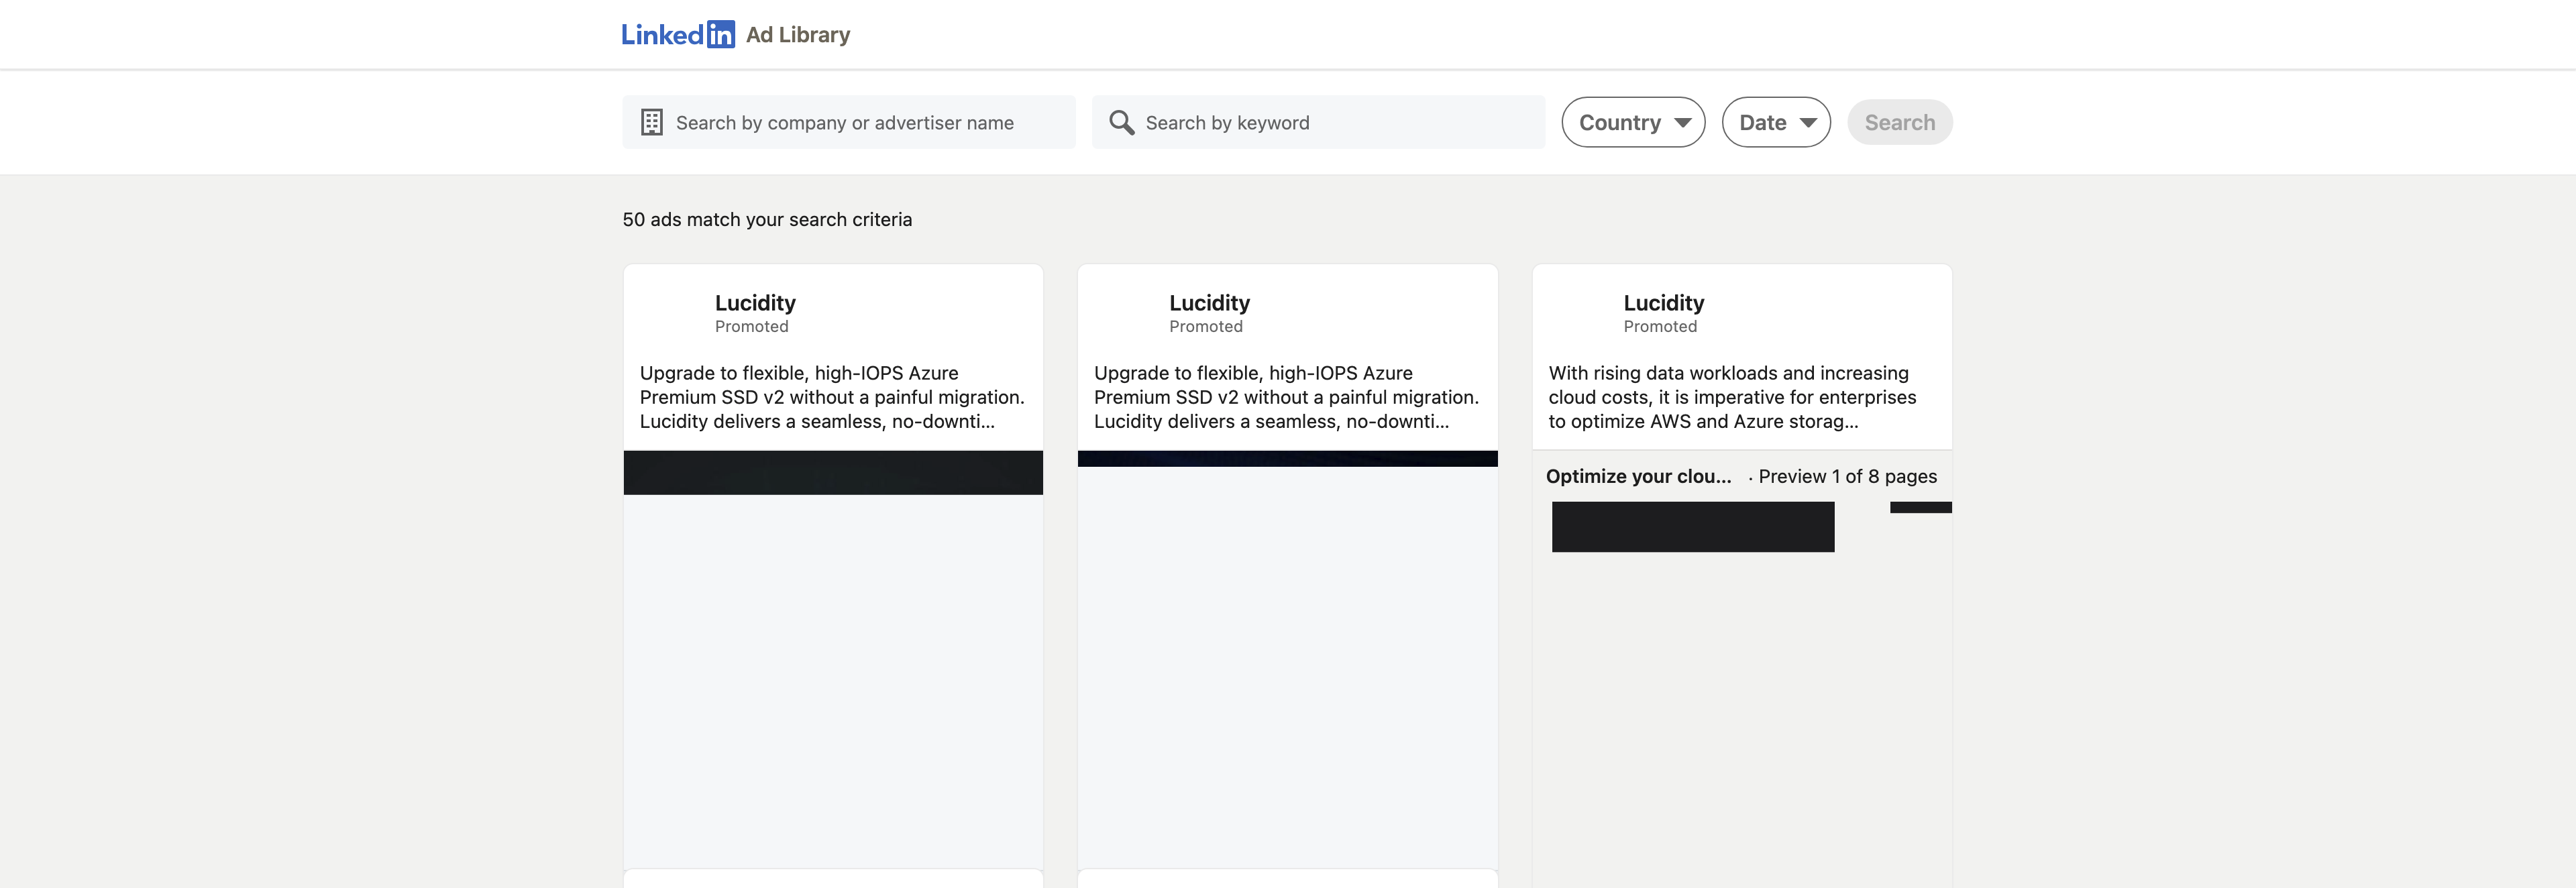 Linkedin Ad Library
Search by company or advertiser name
Search by keyword
Country
Date
Search
50 ads match your search criteria
Lucidity
Promoted
Upgrade to flexible, high-IOPS Azure
Premium SSD v2 without a painful migration.
Lucidity delivers a seamless, no-downti...
Lucidity
Promoted
Upgrade to flexible, high-IOPS Azure
Premium SSD v2 without a painful migration.
Lucidity delivers a seamless, no-downti...
Lucidity
Promoted
With rising data workloads and increasing
cloud costs, it is imperative for enterprises
to optimize AWS and Azure storag...
Optimize your clou... · Preview 1 of 8 pages